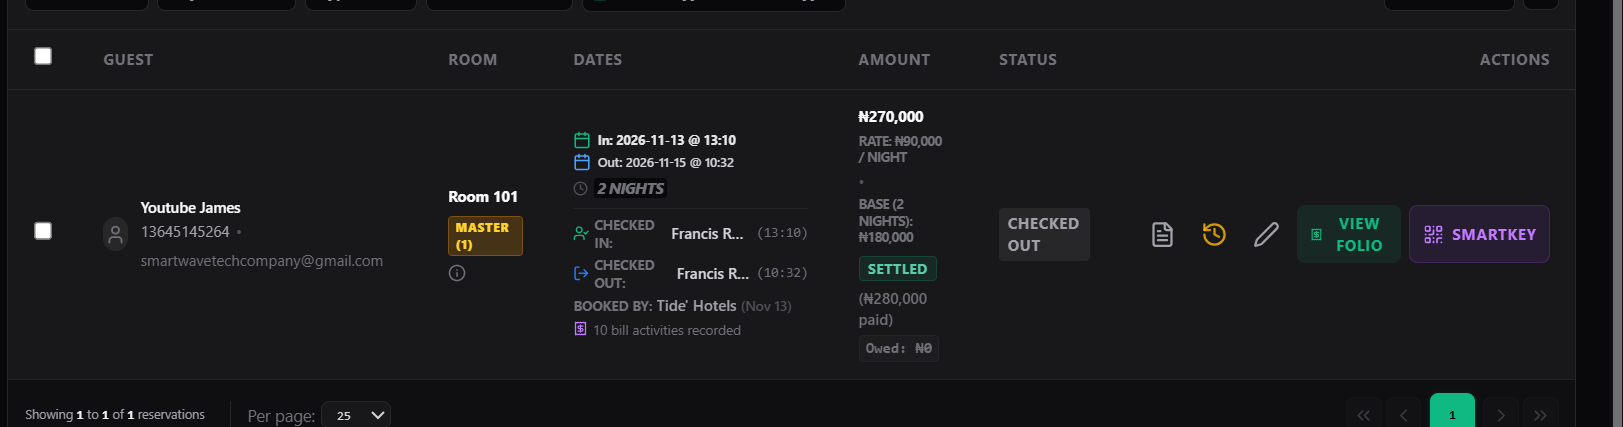 GUEST
ROOM
DATES
AMOUNT
STATUS
ACTIONS
Youtube James
13645145264 •
smartwavetechcompany@gmail.com
Room 101
MASTER
(1)
In: 2026-11-13 @ 13:10
Out: 2026-11-15 @ 10:32
2 NIGHTS
CHECKED
IN:
Francis R... (13:10)
CHECKED
OUT:
Francis R... (10:32)
BOOKED BY: Tide' Hotels (Nov 13)
10 bill activities recorded
₦270,000
RATE: ₦90,000
/ NIGHT
•
BASE (2
NIGHTS):
₦180,000
SETTLED
(₦280,000
paid)
Owed: ₦0
CHECKED
OUT
VIEW
FOLIO
SMARTKEY
Showing 1 to 1 of 1 reservations
Per page: 25
1